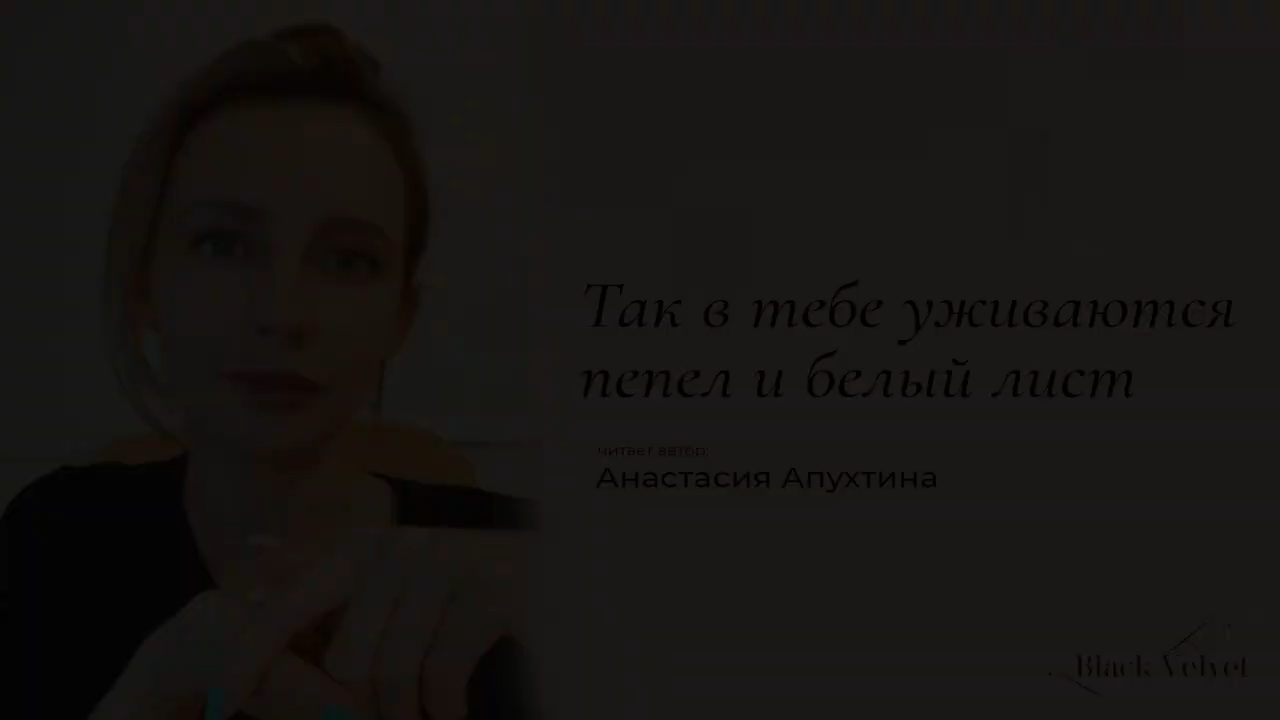 Так в тебе уживаются
пепел и белый лист
читает автор:
Анастасия Апухтина
Black Velvet